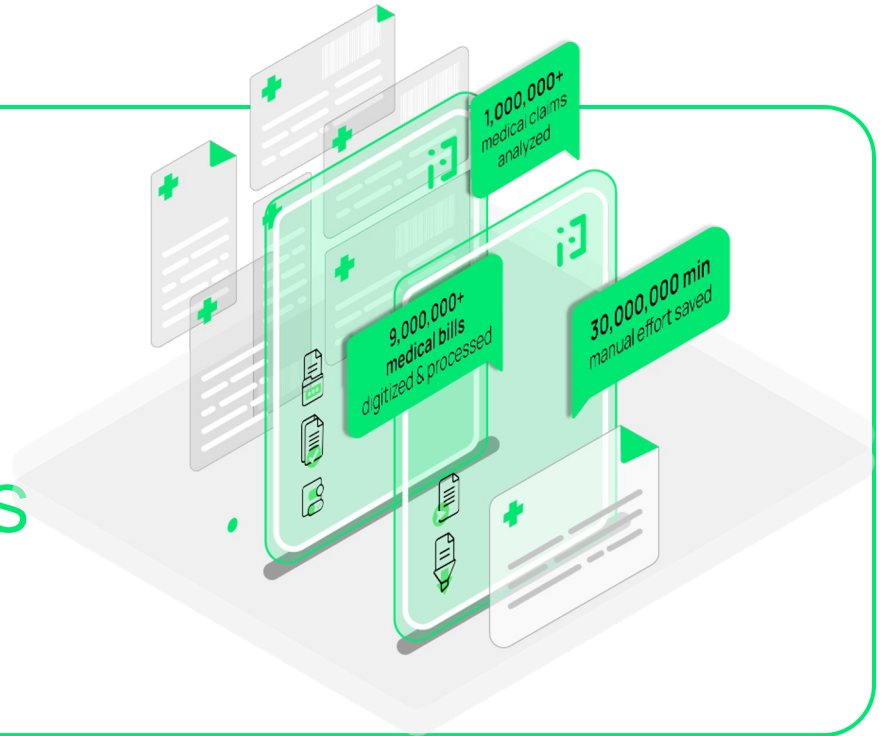 1,000,000+
medical claims
analyzed
9,000,000+
medical bills
digitized & processed
30,000,000 min
manual effort saved
s